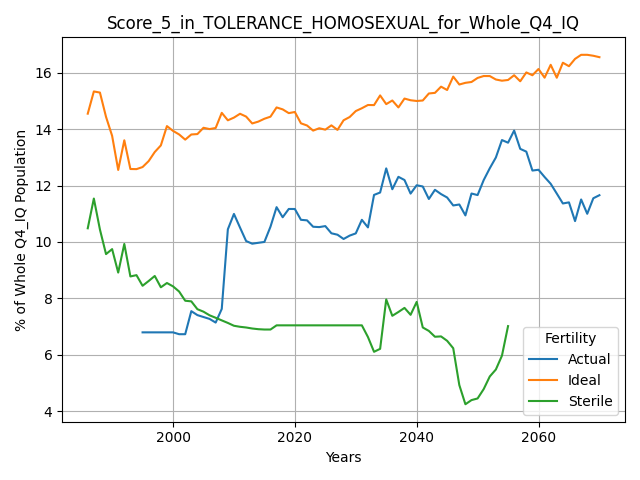 Score_5_in_TOLERANCE_HOMOSEXUAL_for_Whole_Q4_IQ
% of Whole Q4_IQ Population
16
14
12
10
8
6
4
2000 2020 2040 2060
Years
Fertility
Actual
Ideal
Sterile